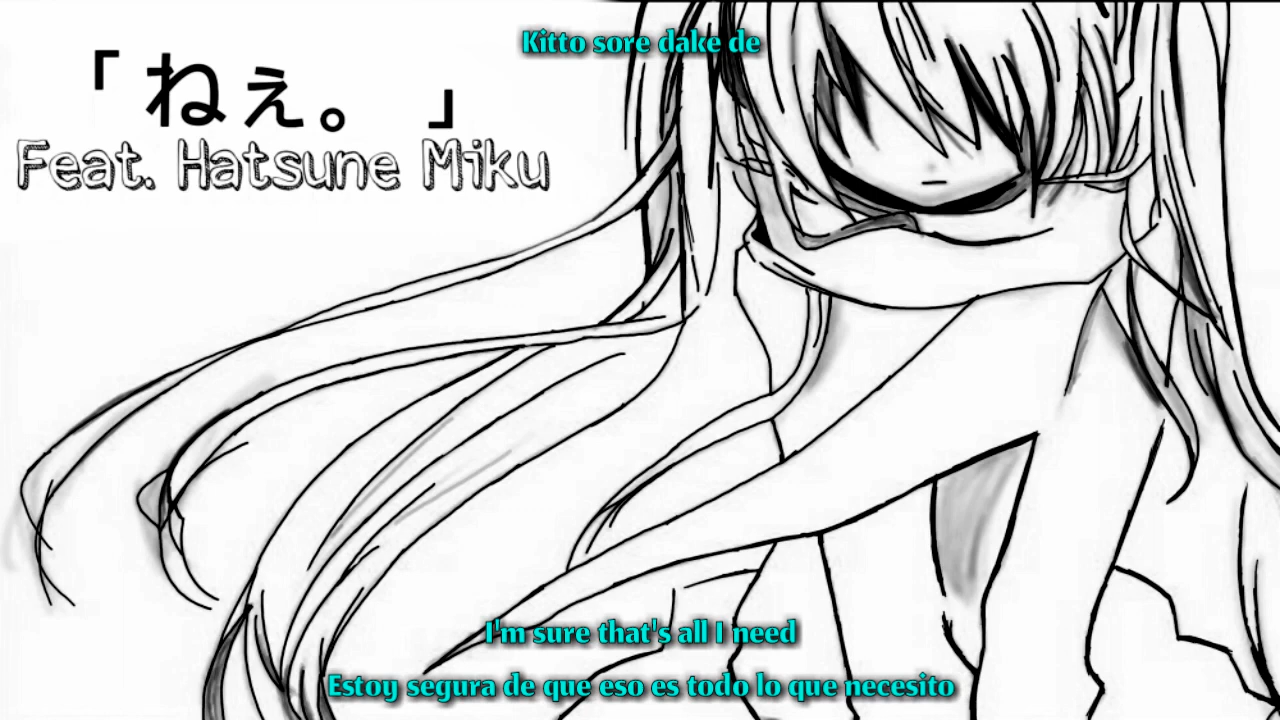 Kitto sore dake de
「ねぇ。」
Feat. Hatsune Miku
I'm sure that's all I need
Estoy segura de que eso es todo lo que necesito